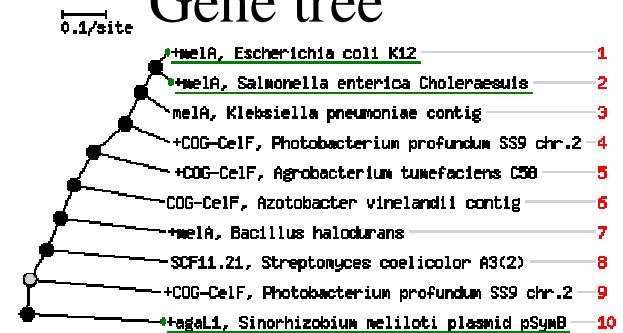 Gene tree
0.1/site
+melA, Escherichia coli K12 1
+melA, Salmonella enterica Choleraesuis 2
melA, Klebsiella pneumoniae contig 3
+COG-CelF, Photobacterium profundum SS9 chr.2 4
+COG-CelF, Agrobacterium tumefaciens C58 5
COG-CelF, Azotobacter vinelandii contig 6
+melA, Bacillus halodurans 7
SCF11.21, Streptomyces coelicolor A3(2) 8
+COG-CelF, Photobacterium profundum SS9 chr.2 9
+agaL1, Sinorhizobium meliloti plasmid pSymB 10